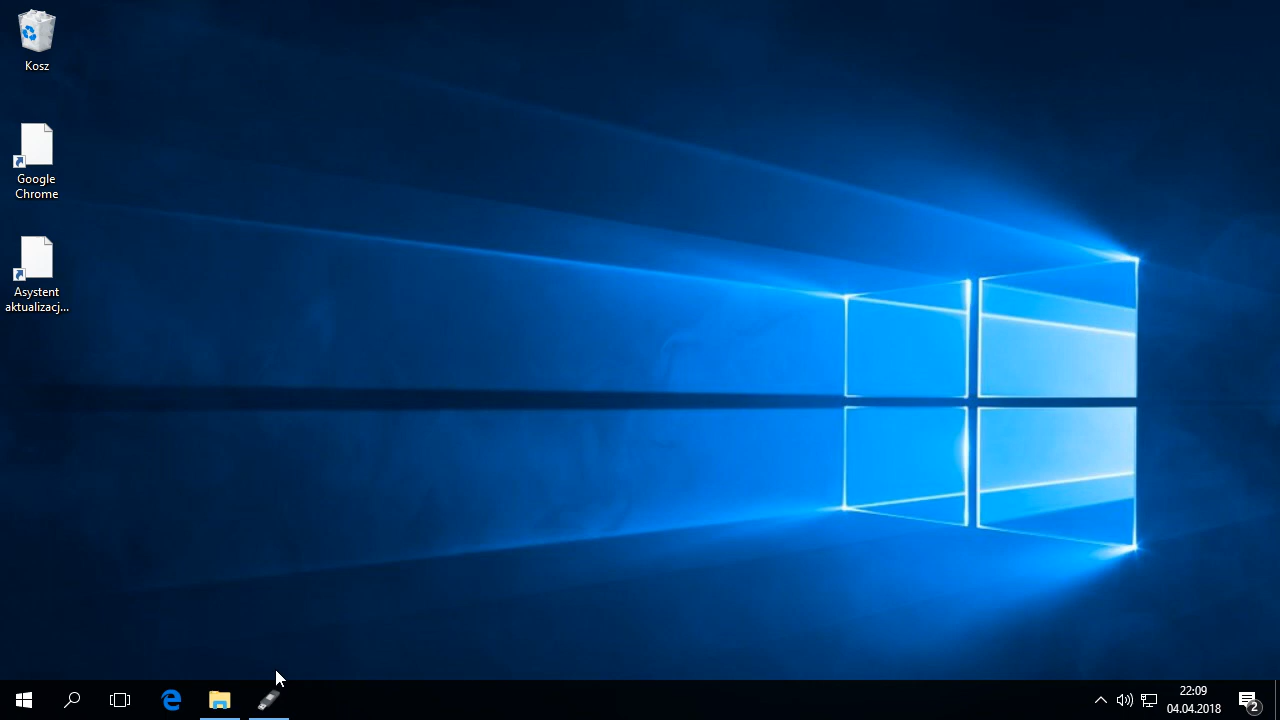 Kosz
Google
Chrome
Asystent
aktualizacj...
22:09
04.04.2018
2